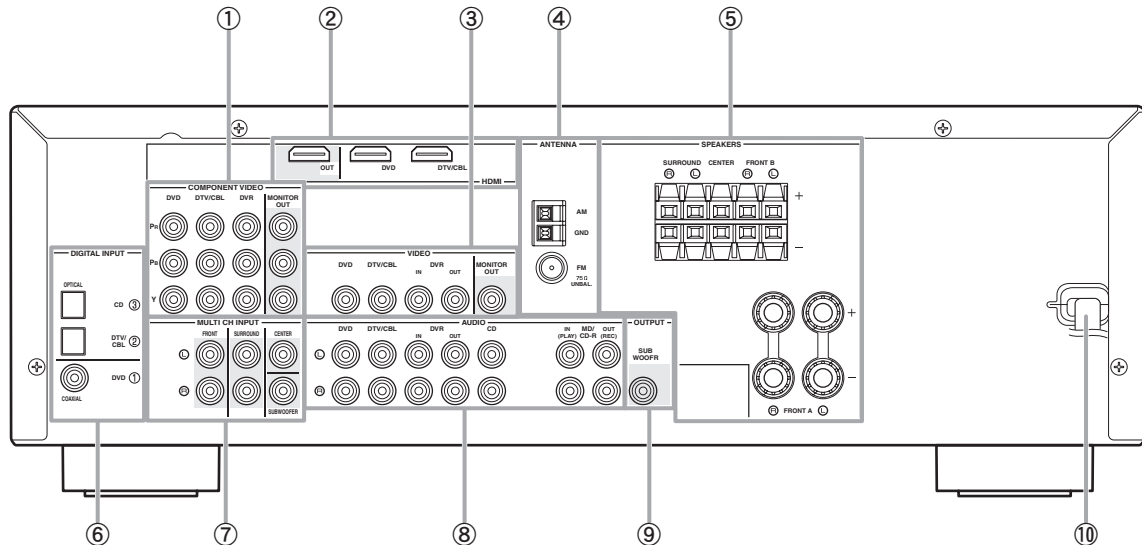 ① ② ③ ④ ⑤
ANTENNA
SPEAKERS
OUT DVD DTV/CBL
HDMI
SURROUND CENTER FRONT B
R L R L
COMPONENT VIDEO
DVD DTV/CBL DVR MONITOR OUT
PR
PB
Y
AM
GND
FM
75Ω
UNBAL.
+
–
DIGITAL INPUT
OPTICAL
CD ③
DTV/CBL ②
DVD ①
COAXIAL
VIDEO
DVD DTV/CBL DVR MONITOR OUT
IN OUT
MULTI CH INPUT
FRONT SURROUND CENTER
L
R
SUBWOOFER
AUDIO
DVD DTV/CBL DVR CD
IN OUT
IN (PLAY) MD/CD-R OUT (REC)
L
R
OUTPUT
SUB
WOOFR
+
–
R FRONT A L
⑥ ⑦ ⑧ ⑨ ⑩